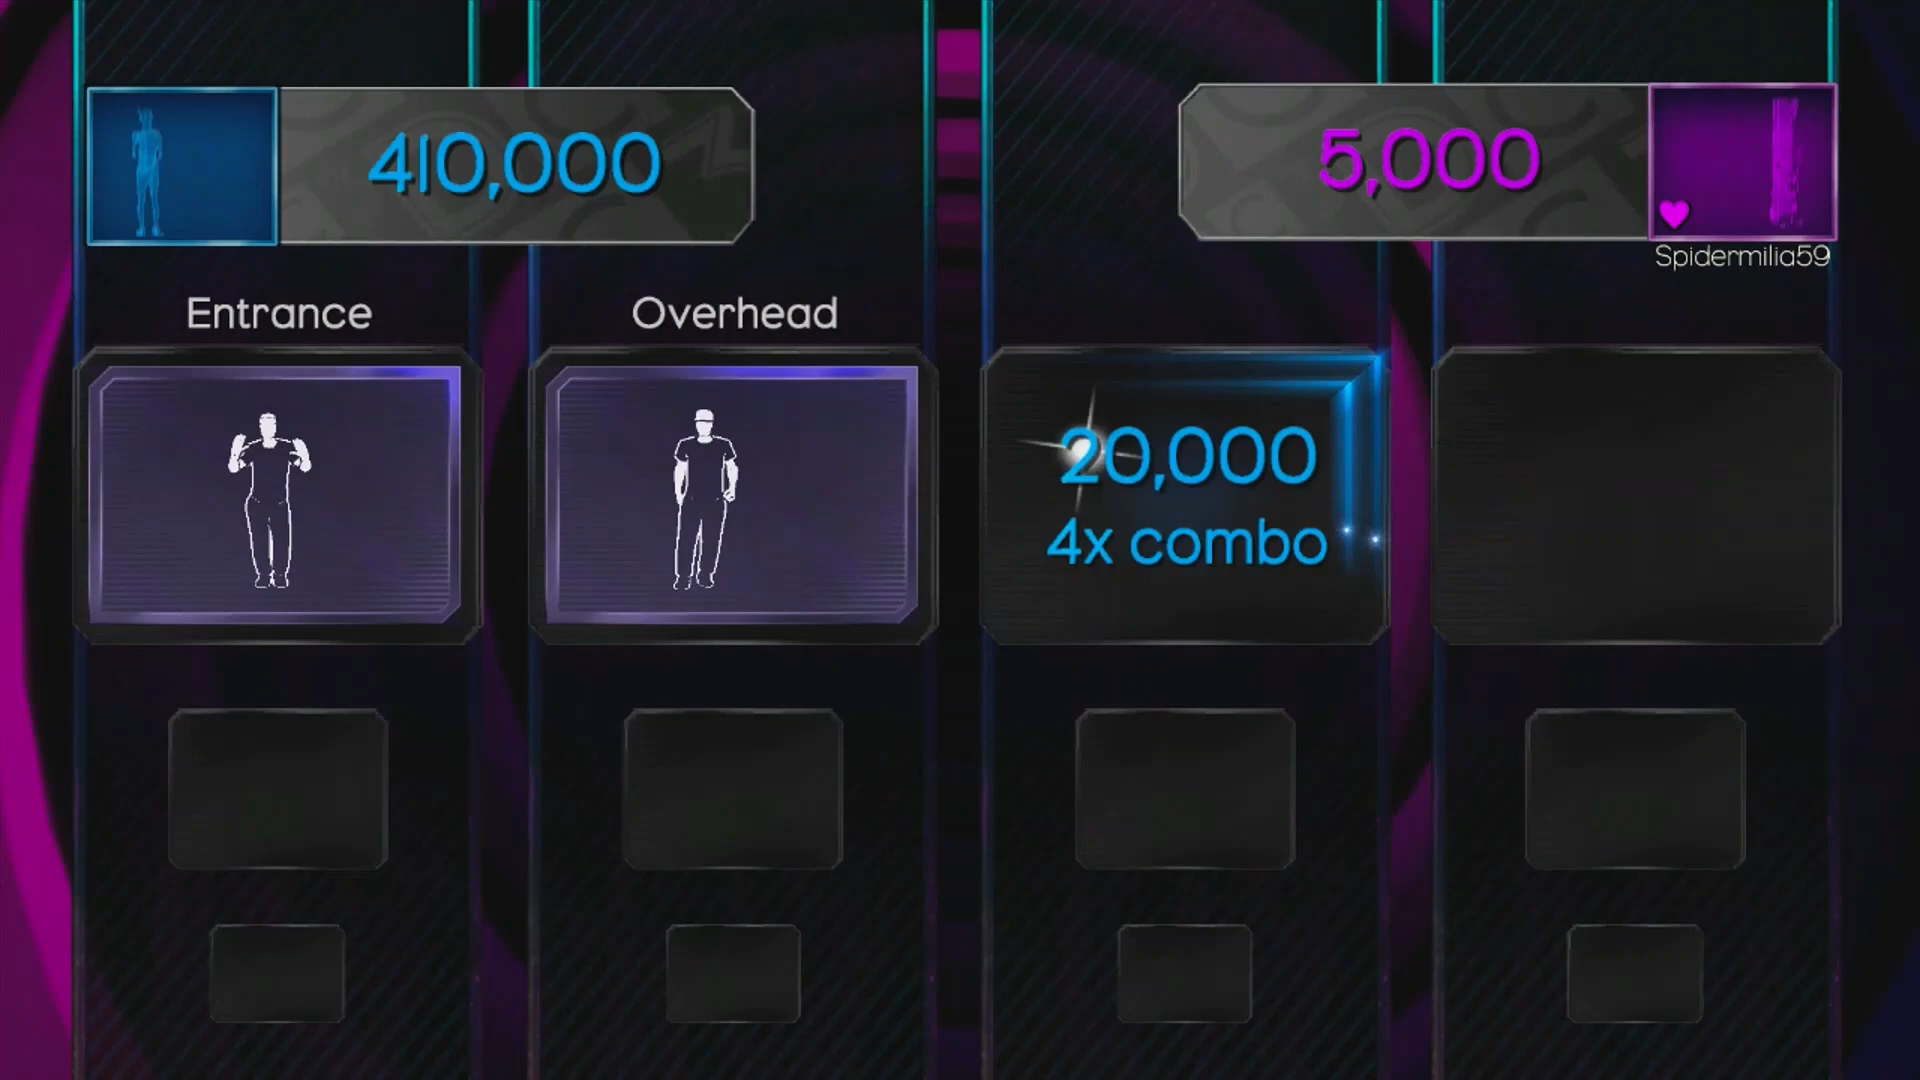 410,000
5,000
Spidermilia59
Entrance
Overhead
20,000
4x combo